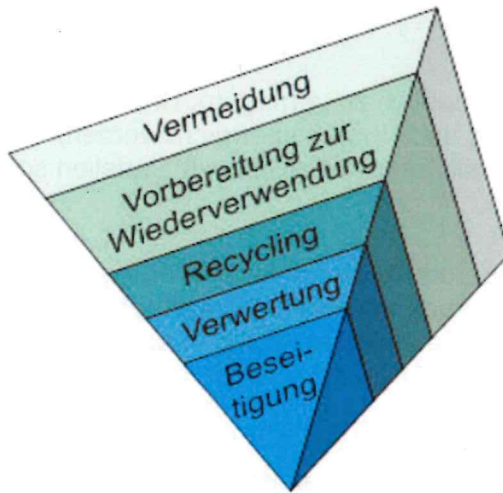 Vermeidung
Vorbereitung zur
Wiederverwendung
Recycling
Verwertung
Besei-
tigung